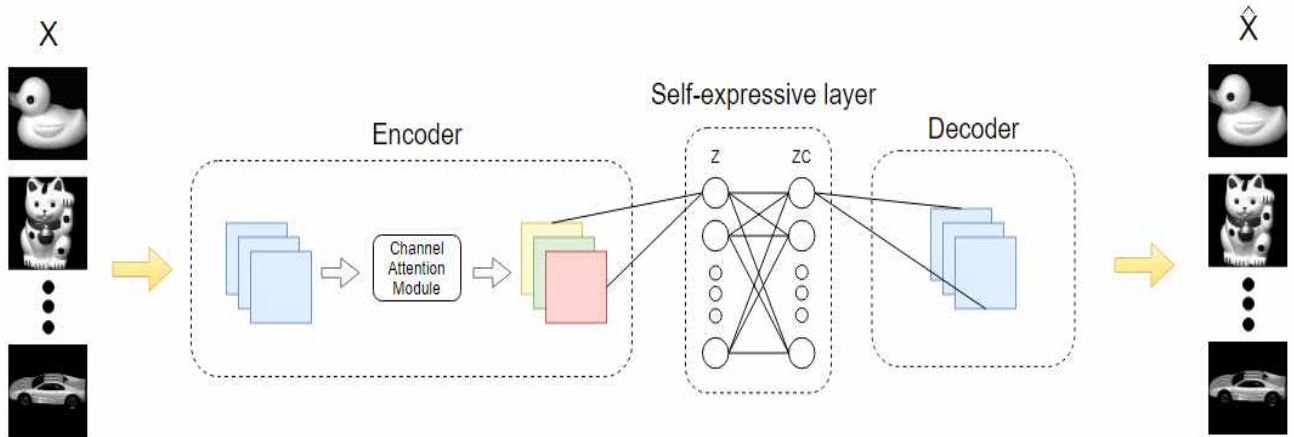 X
Encoder
Channel
Attention
Module
Self-expressive layer
Z ZC
Decoder
X̂